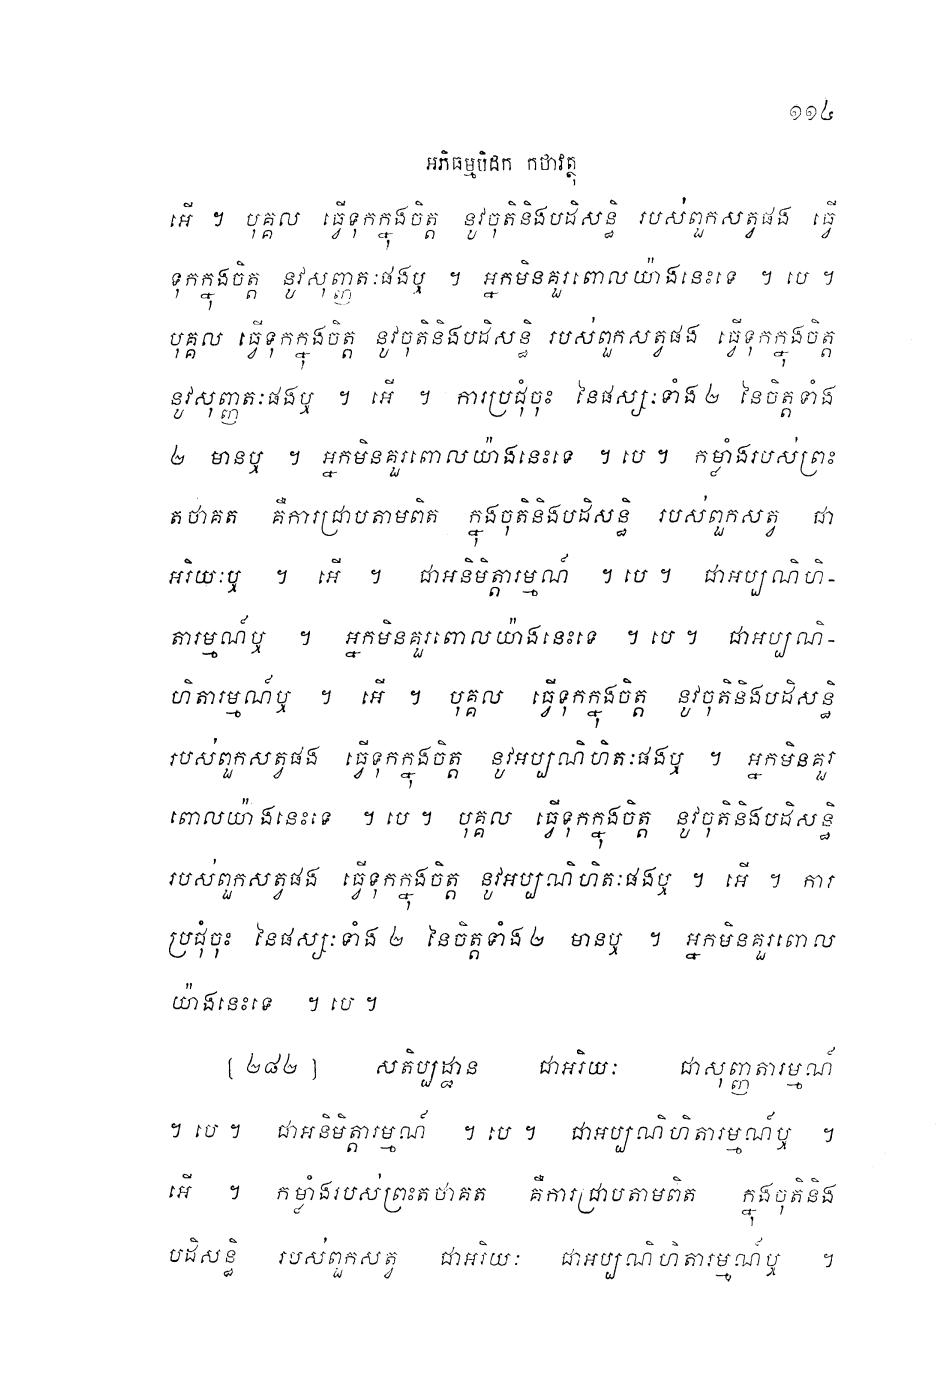 ១១៤
អភិធម្មបិដក កថាវត្ថុ
អើ ។ បុគ្គល ធ្វើទុកក្នុងចិត្ត នូវចុតិនិងបដិសន្ធិ របស់ពួកសត្វផង ធ្វើ
ទុកក្នុងចិត្ត នូវសុញ្ញតៈផងឬ ។ អ្នកមិនគួរពោលយ៉ាងនេះទេ ។ បេ ។
បុគ្គល ធ្វើទុកក្នុងចិត្ត នូវចុតិនិងបដិសន្ធិ របស់ពួកសត្វផង ធ្វើទុកក្នុងចិត្ត
នូវសុញ្ញតៈផងឬ ។ អើ ។ ការប្រជុំចុះ នៃផស្សៈទាំង ២ នៃចិត្តទាំង
២ មានឬ ។ អ្នកមិនគួរពោលយ៉ាងនេះទេ ។ បេ ។ កម្លាំងរបស់ព្រះ
តថាគត គឺការជ្រាបតាមពិត ក្នុងចុតិនិងបដិសន្ធិ របស់ពួកសត្វ ជា
អរិយៈឬ ។ អើ ។ ជាអនិមិត្តារម្មណ៍ ។ បេ ។ ជាអប្បណិហិ-
តារម្មណ៍ឬ ។ អ្នកមិនគួរពោលយ៉ាងនេះទេ ។ បេ ។ ជាអប្បណិ-
ហិតារម្មណ៍ឬ ។ អើ ។ បុគ្គល ធ្វើទុកក្នុងចិត្ត នូវចុតិនិងបដិសន្ធិ
របស់ពួកសត្វផង ធ្វើទុកក្នុងចិត្ត នូវអប្បណិហិតៈផងឬ ។ អ្នកមិនគួរ
ពោលយ៉ាងនេះទេ ។ បេ ។ បុគ្គល ធ្វើទុកក្នុងចិត្ត នូវចុតិនិងបដិសន្ធិ
របស់ពួកសត្វផង ធ្វើទុកក្នុងចិត្ត នូវអប្បណិហិតៈផងឬ ។ អើ ។ ការ
ប្រជុំចុះ នៃផស្សៈទាំង ២ នៃចិត្តទាំង ២ មានឬ ។ អ្នកមិនគួរពោល
យ៉ាងនេះទេ ។ បេ ។
[ ២៨២ ] សតិប្បដ្ឋាន ជាអរិយៈ ជាសុញ្ញតារម្មណ៍
។ បេ ។ ជាអនិមិត្តារម្មណ៍ ។ បេ ។ ជាអប្បណិហិតារម្មណ៍ឬ ។
អើ ។ កម្លាំងរបស់ព្រះតថាគត គឺការជ្រាបតាមពិត ក្នុងចុតិនិង
បដិសន្ធិ របស់ពួកសត្វ ជាអរិយៈ ជាអប្បណិហិតារម្មណ៍ឬ ។